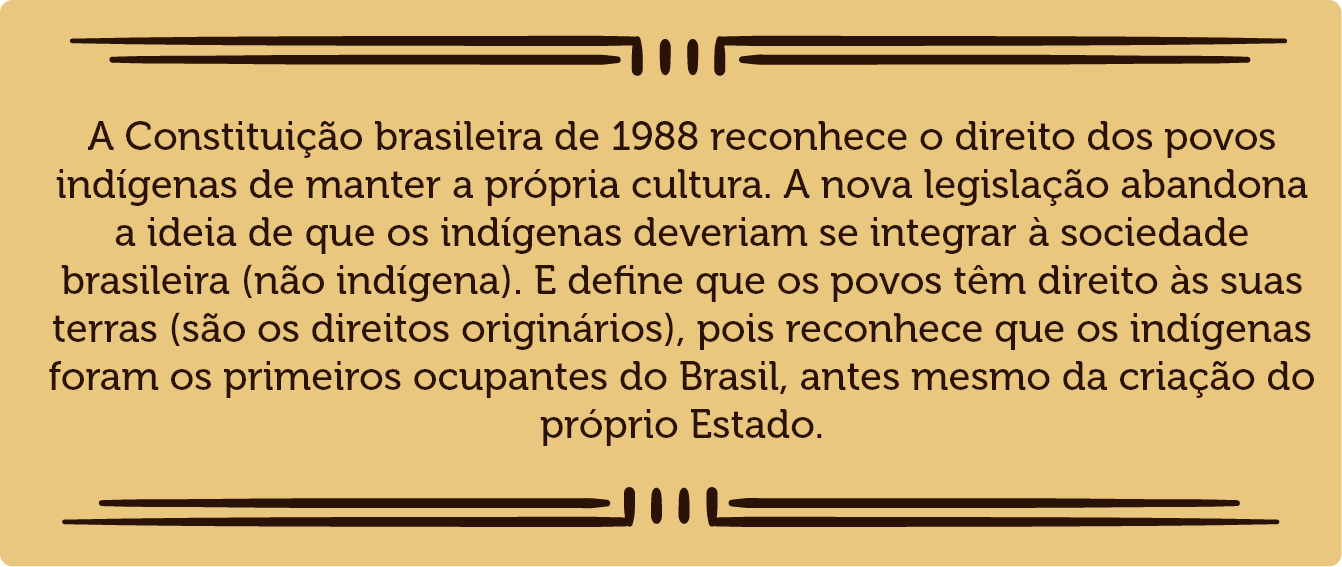 A Constituição brasileira de 1988 reconhece o direito dos povos
indígenas de manter a própria cultura. A nova legislação abandona
a ideia de que os indígenas deveriam se integrar à sociedade
brasileira (não indígena). E define que os povos têm direito às suas
terras (são os direitos originários), pois reconhece que os indígenas
foram os primeiros ocupantes do Brasil, antes mesmo da criação do
próprio Estado.